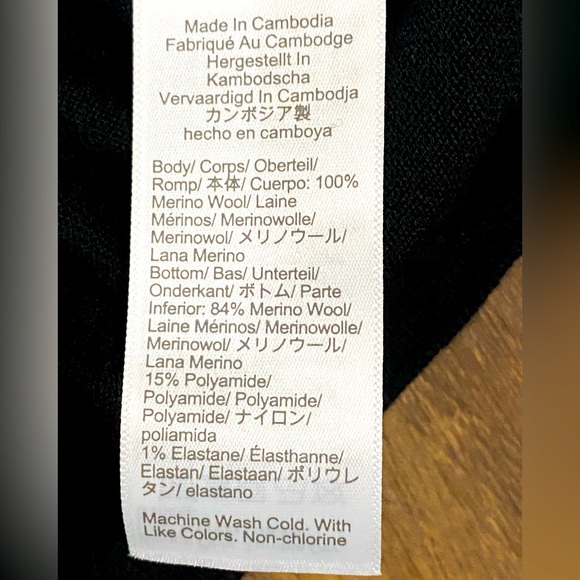 Made In Cambodia
Fabriqué Au Cambodge
Hergestellt In
Kambodscha
Vervaardigd In Cambodja
カンボジア製
hecho en camboya
Body/ Corps/ Oberteil/
Romp/ 本体/ Cuerpo: 100%
Merino Wool/ Laine
Mérinos/ Merinowolle/
Merinowol/ メリノウール/
Lana Merino
Bottom/ Bas/ Unterteil/
Onderkant/ ボトム/ Parte
Inferior: 84% Merino Wool/
Laine Mérinos/ Merinowolle/
Merinowol/ メリノウール/
Lana Merino
15% Polyamide/
Polyamide/ Polyamide/
Polyamide/ ナイロン/
poliamida
1% Elastane/ Élasthanne/
Elastan/ Elastaan/ ポリウレ
タン/ elastano
Machine Wash Cold. With
Like Colors. Non-chlorine